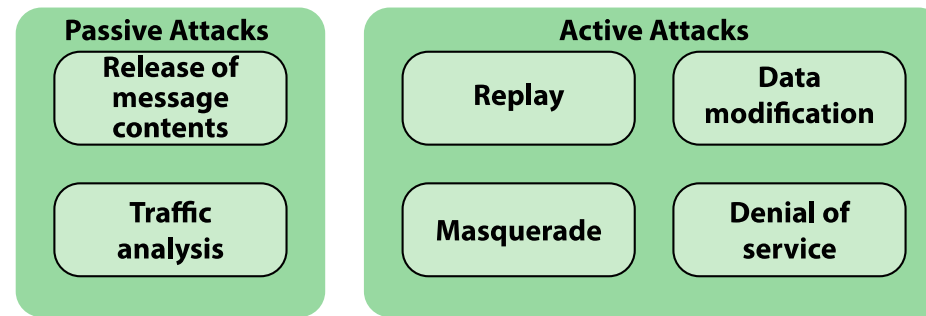 Passive Attacks
Release of
message
contents
Traffic
analysis
Active Attacks
Replay
Data
modification
Masquerade
Denial of
service